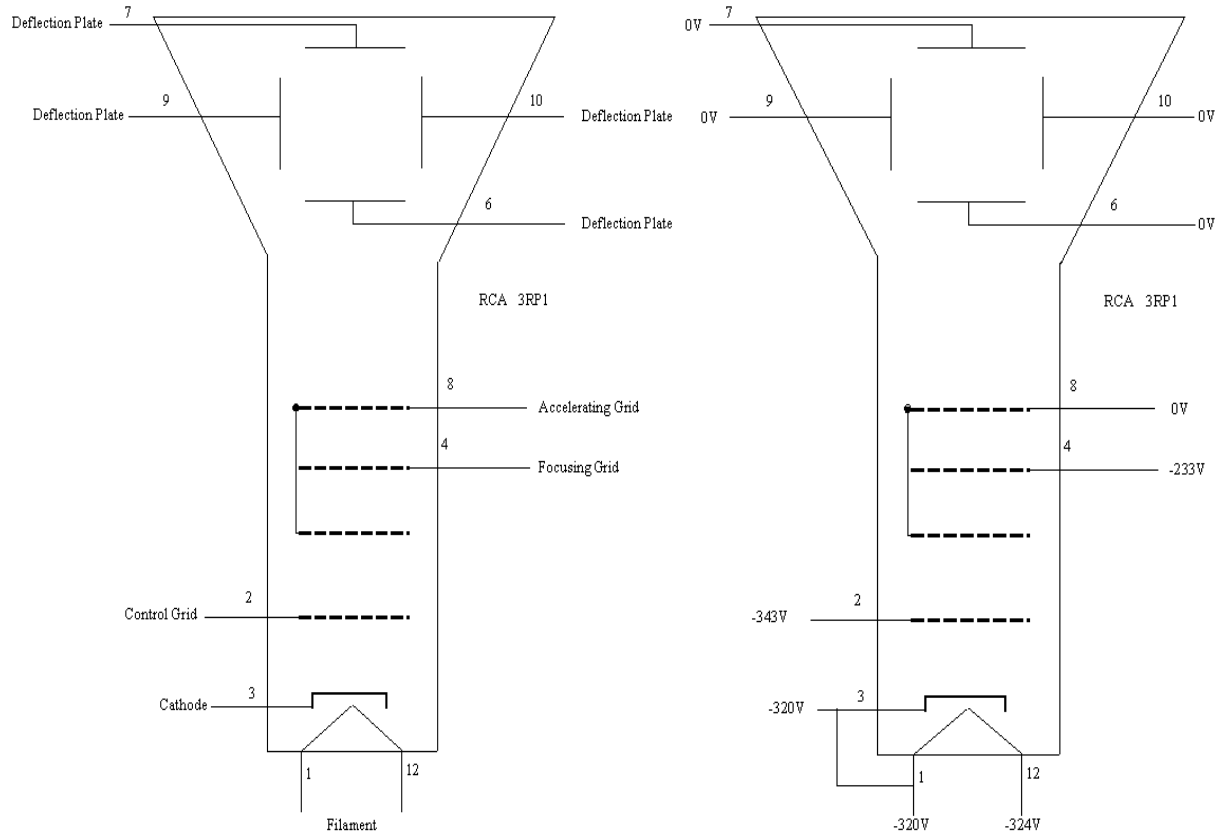 7
Deflection Plate
9
Deflection Plate
10
Deflection Plate
6
Deflection Plate
RCA 3RP1
8
Accelerating Grid
4
Focusing Grid
2
Control Grid
3
Cathode
1
12
Filament
7
0V
9
0V
10
0V
6
0V
RCA 3RP1
8
0V
4
-233V
2
-343V
3
-320V
1
12
-320V
-324V